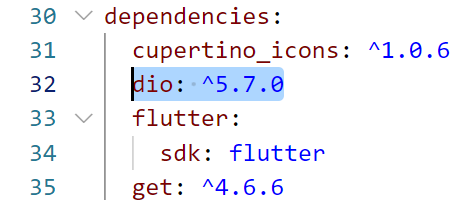 30 dependencies:
31 cupertino_icons: ^1.0.6
32 dio: ^5.7.0
33 flutter:
34 sdk: flutter
35 get: ^4.6.6